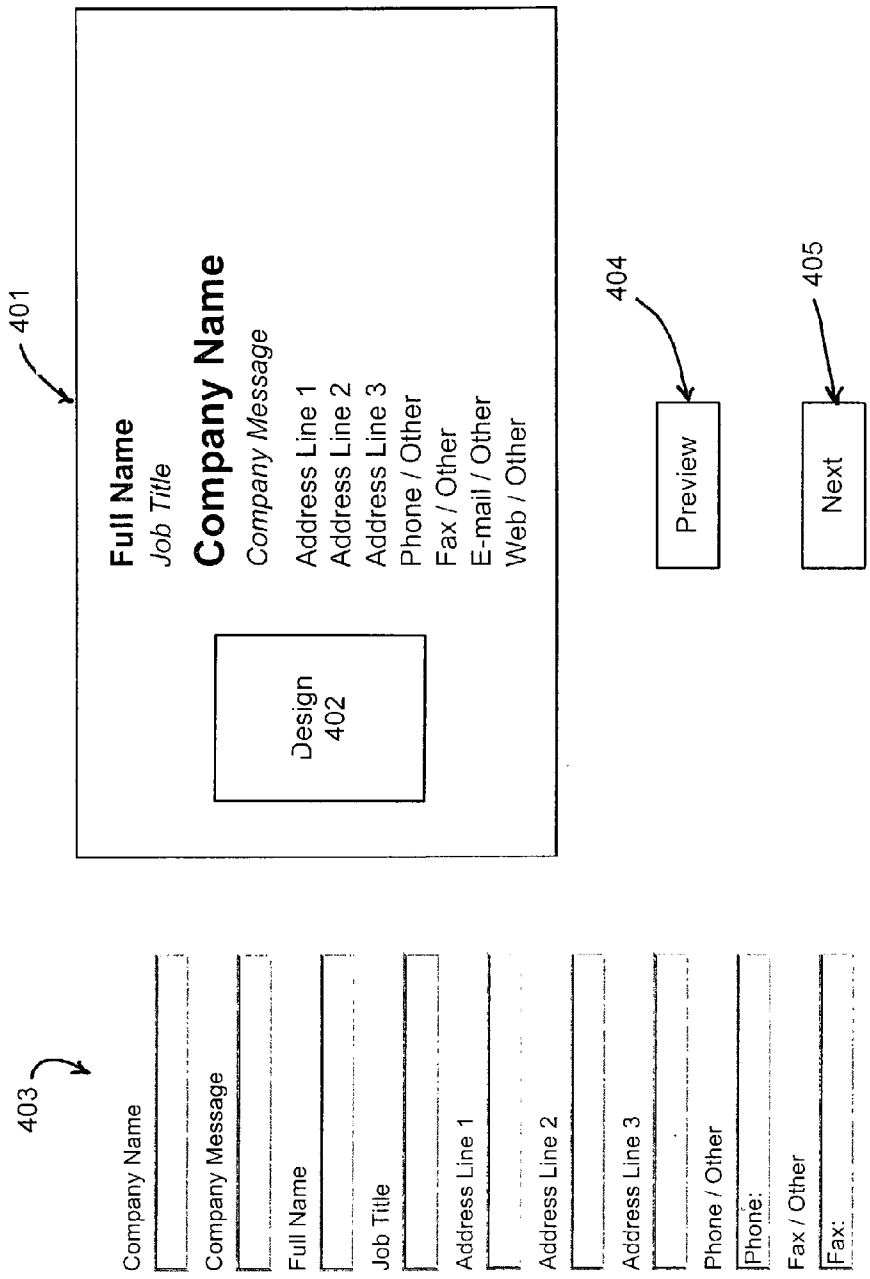 403
Company Name
Company Message
Full Name
Job Title
Address Line 1
Address Line 2
Address Line 3
Phone / Other
Phone:
Fax / Other
Fax:
401
Full Name
Job Title
Company Name
Company Message
Address Line 1
Address Line 2
Address Line 3
Phone / Other
Fax / Other
E-mail / Other
Web / Other
Design
402
Preview
404
Next
405